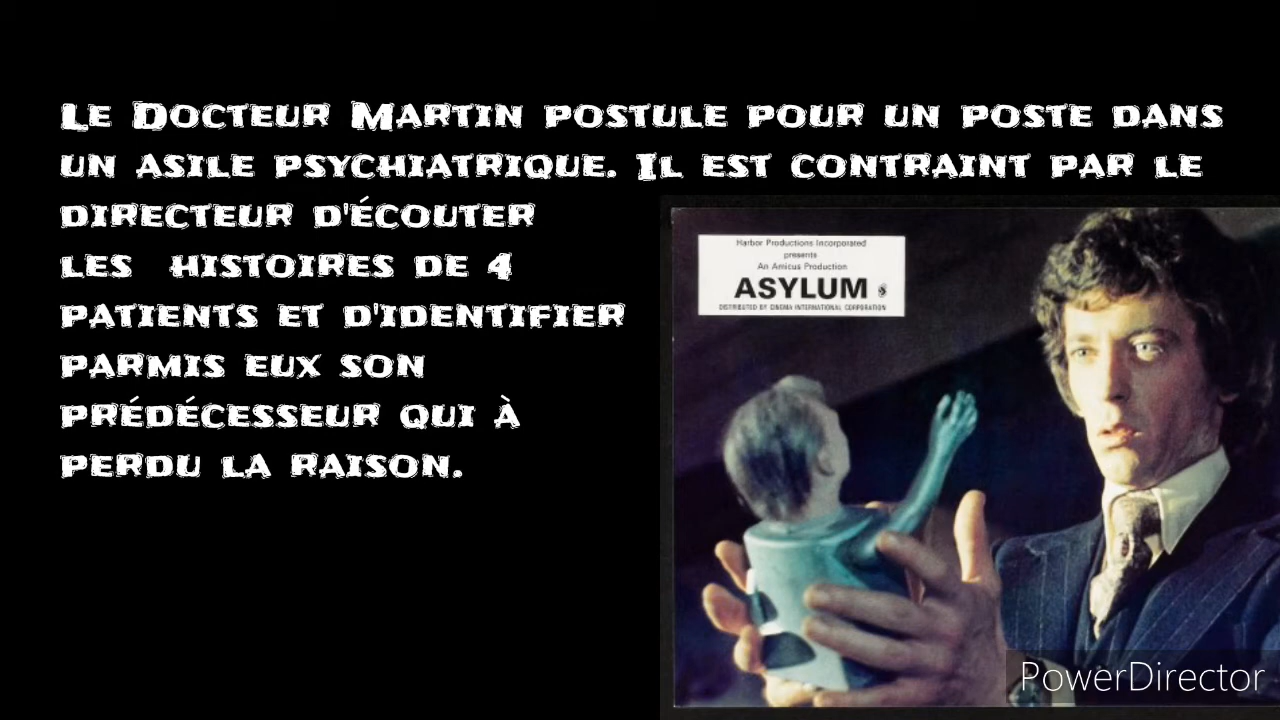 Le Docteur Martin postule pour un poste dans
un asile psychiatrique. Il est contraint par le
directeur d'écouter
les histoires de 4
patients et d'identifier
parmis eux son
prédécesseur qui à
perdu la raison.
Harbor Productions Incorporated
presents
An Amicus Production
ASYLUM
DISTRIBUTED BY CINEMA INTERNATIONAL CORPORATION
PowerDirector